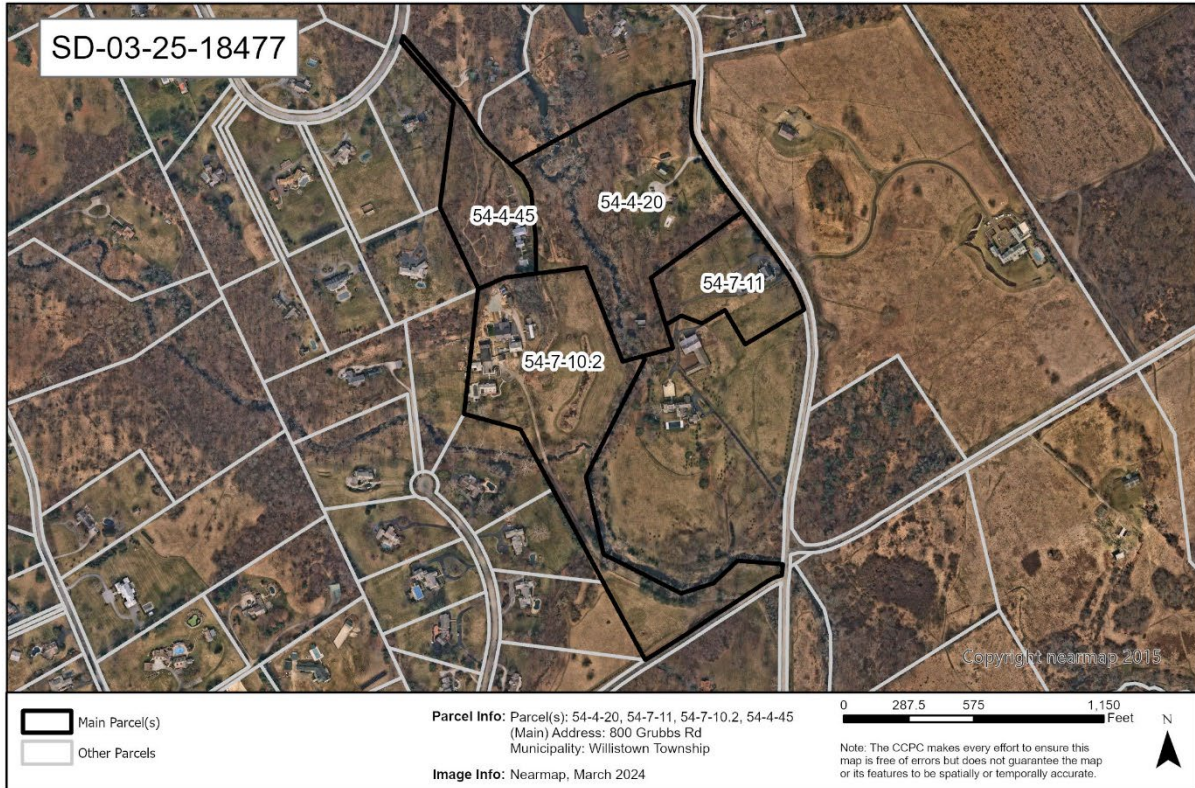 SD-03-25-18477
54-4-45
54-4-20
54-7-11
54-7-10.2
Copyright nearmap 2015
Main Parcel(s)
Other Parcels
Parcel Info: Parcel(s): 54-4-20, 54-7-11, 54-7-10.2, 54-4-45
(Main) Address: 800 Grubbs Rd
Municipality: Willistown Township
Image Info: Nearmap, March 2024
0 287.5 575 1,150
Feet
N
Note: The CCPC makes every effort to ensure this
map is free of errors but does not guarantee the map
or its features to be spatially or temporally accurate.